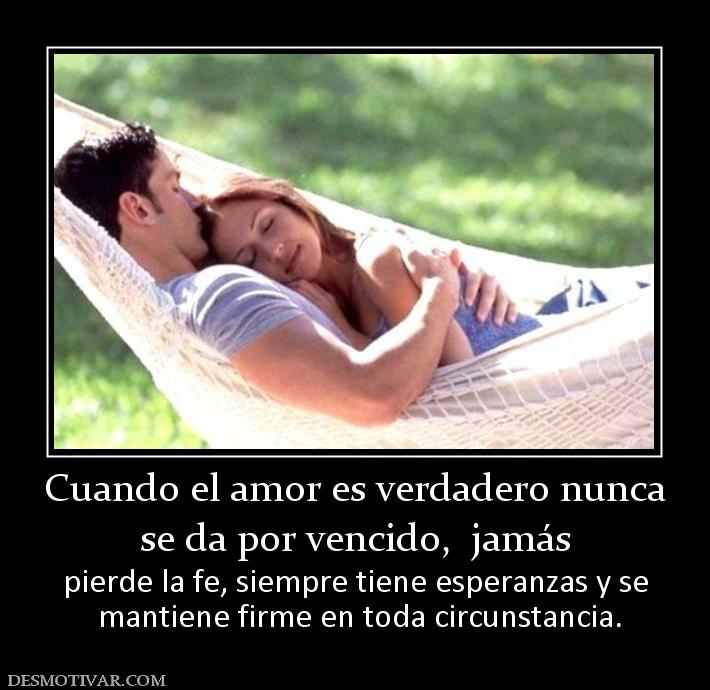 Cuando el amor es verdadero nunca
se da por vencido,  jamás
pierde la fe, siempre tiene esperanzas y se
mantiene firme en toda circunstancia.
DESMOTIVAR.COM